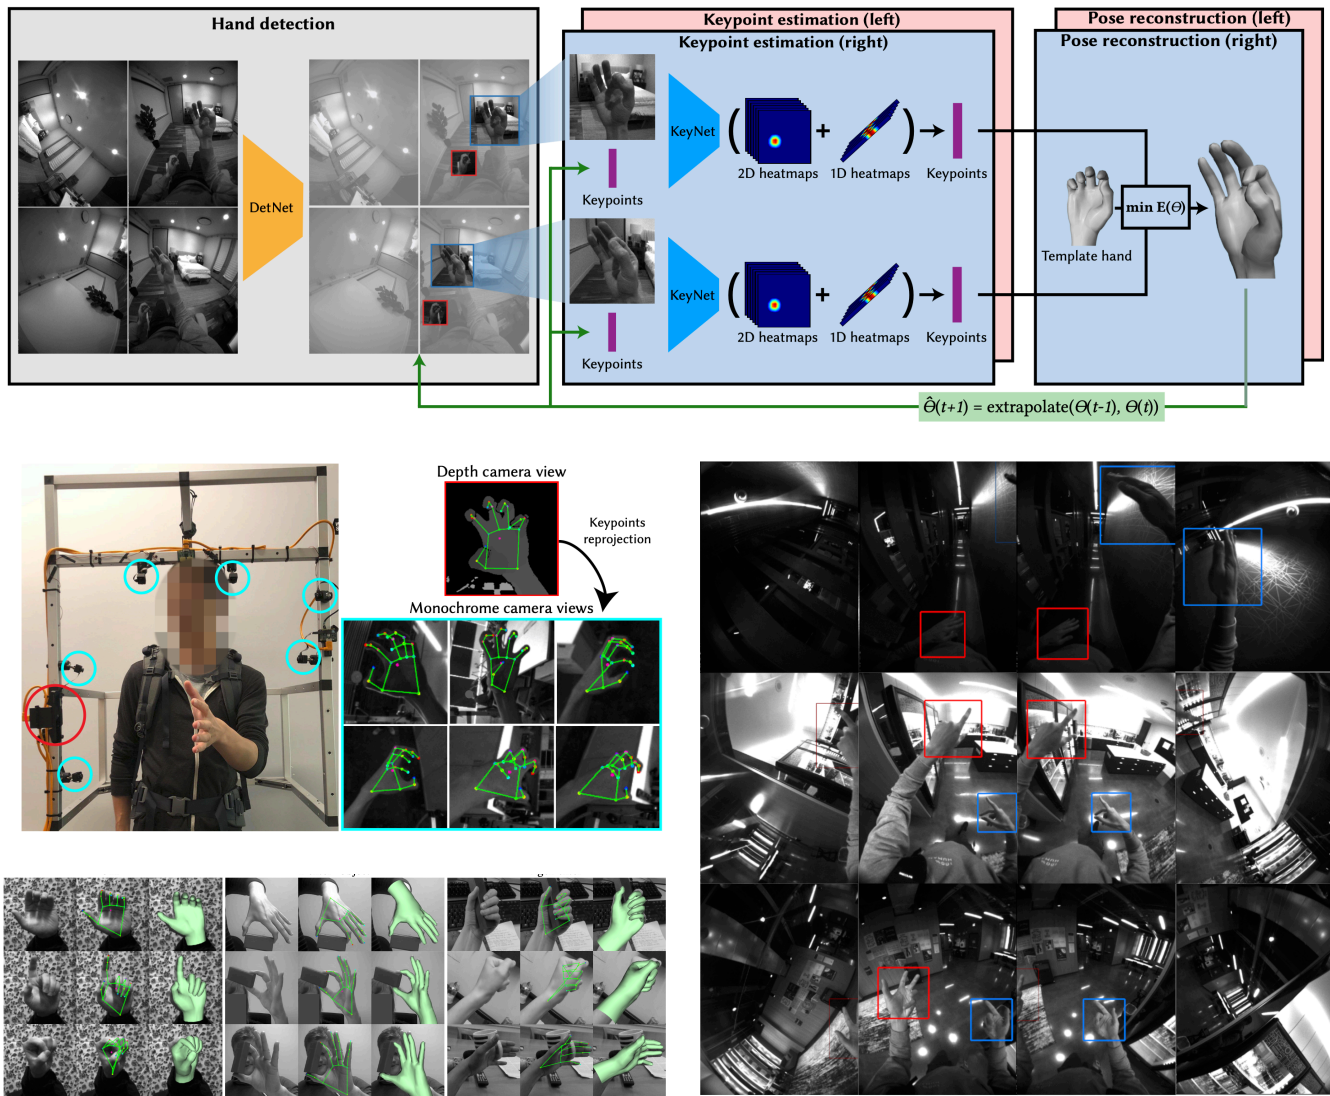 Hand detection
Keypoint estimation (left)
Keypoint estimation (right)
Pose reconstruction (left)
Pose reconstruction (right)
DetNet
KeyNet
2D heatmaps
+
1D heatmaps
Keypoints
Keypoints
KeyNet
2D heatmaps
+
1D heatmaps
Keypoints
Keypoints
Template hand
min E(Θ)
Θ̂(t+1) = extrapolate(Θ(t-1), Θ(t))
Depth camera view
Keypoints
reprojection
Monochrome camera views